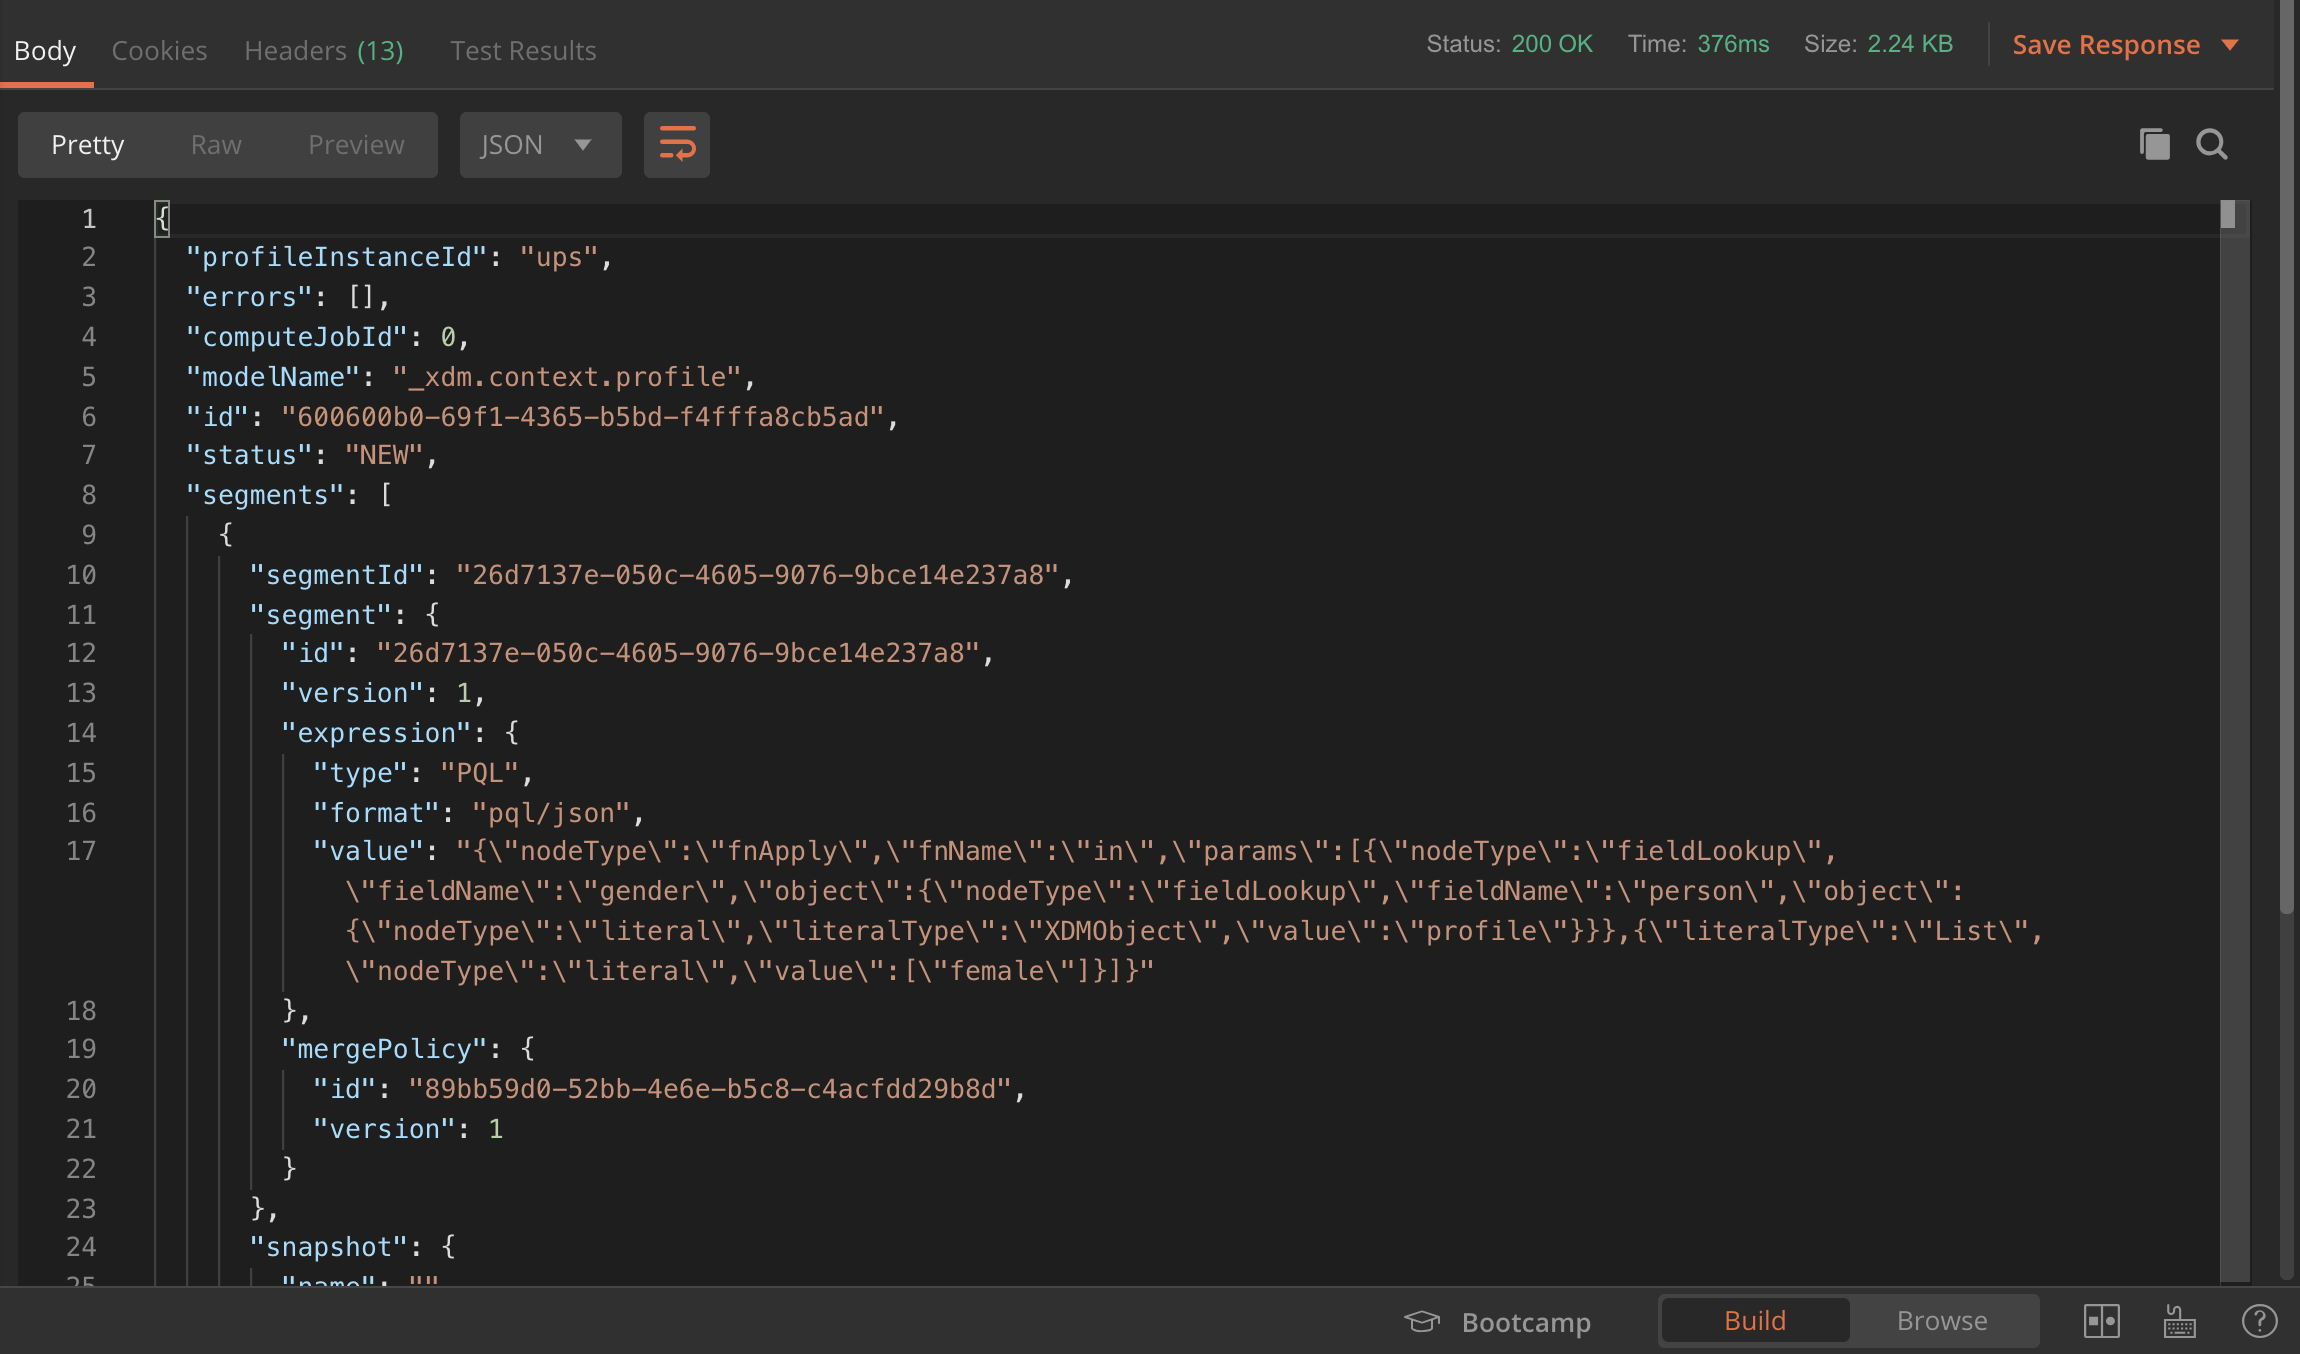 Body Cookies Headers (13) Test Results Status: 200 OK Time: 376ms Size: 2.24 KB Save Response
Pretty Raw Preview JSON
1 {
2 "profileInstanceId": "ups",
3 "errors": [],
4 "computeJobId": 0,
5 "modelName": "_xdm.context.profile",
6 "id": "600600b0-69f1-4365-b5bd-f4fffa8cb5ad",
7 "status": "NEW",
8 "segments": [
9 {
10 "segmentId": "26d7137e-050c-4605-9076-9bce14e237a8",
11 "segment": {
12 "id": "26d7137e-050c-4605-9076-9bce14e237a8",
13 "version": 1,
14 "expression": {
15 "type": "PQL",
16 "format": "pql/json",
17 "value": "{\"nodeType\":\"fnApply\",\"fnName\":\"in\",\"params\":[{\"nodeType\":\"fieldLookup\",
\"fieldName\":\"gender\",\"object\":{\"nodeType\":\"fieldLookup\",\"fieldName\":\"person\",\"object\":
{\"nodeType\":\"literal\",\"literalType\":\"XDMObject\",\"value\":\"profile\"}}},{\"literalType\":\"List\",
\"nodeType\":\"literal\",\"value\":[\"female\"]}]}"
18 },
19 "mergePolicy": {
20 "id": "89bb59d0-52bb-4e6e-b5c8-c4acfdd29b8d",
21 "version": 1
22 }
23 },
24 "snapshot": {
25 "name": ""
Bootcamp Build Browse